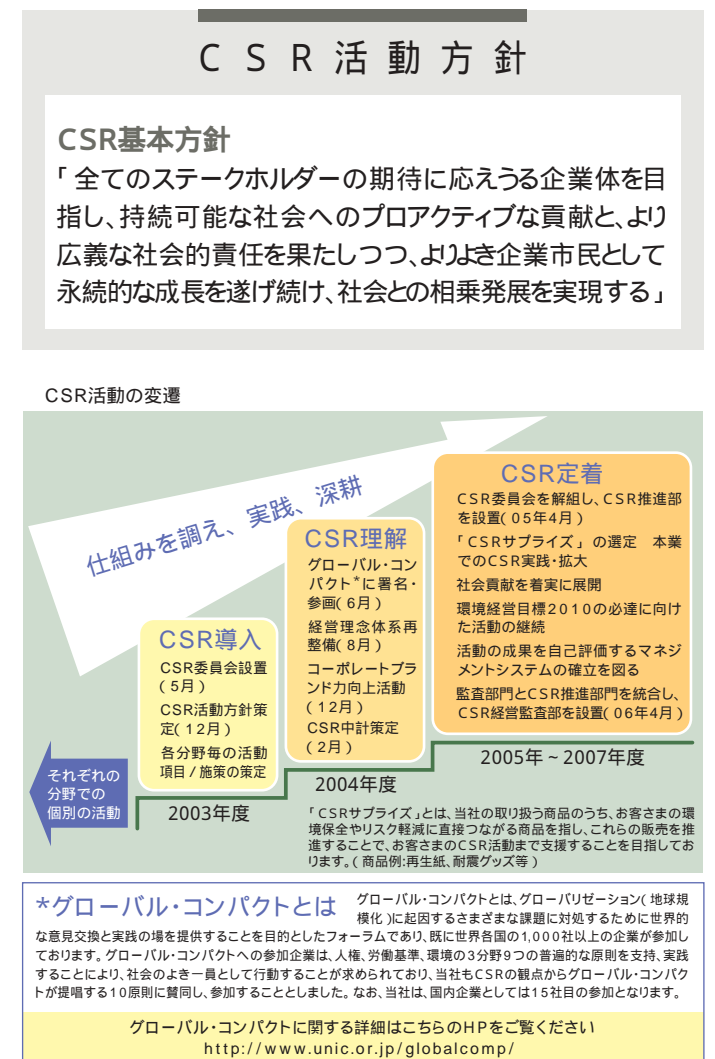 CSR活動方針
CSR基本方針
「全てのステークホルダーの期待に応えうる企業体を目
指し、持続可能な社会へのプロアクティブな貢献と、より
広義な社会的責任を果たしつつ、よりよき企業市民として
永続的な成長を遂げ続け、社会との相乗発展を実現する」
CSR活動の変遷
仕組みを調え、実践、深耕
それぞれの
分野での
個別の活動
CSR導入
CSR委員会設置
(5月)
CSR活動方針策
定(12月)
各分野毎の活動
項目/施策の策定
2003年度
CSR理解
グローバル・コン
パクト*に署名・
参画(6月)
経営理念体系再
整備(8月)
コーポレートブラ
ンド力向上活動
(12月)
CSR中計策定
(2月)
2004年度
CSR定着
CSR委員会を解組し、CSR推進部
を設置(05年4月)
「CSRサプライズ」の選定 本業
でのCSR実践・拡大
社会貢献を着実に展開
環境経営目標2010の必達に向け
た活動の継続
活動の成果を自己評価するマネジ
メントシステムの確立を図る
監査部門とCSR推進部門を統合し、
CSR経営監査部を設置(06年4月)
2005年~2007年度
「CSRサプライズ」とは、当社の取り扱う商品のうち、お客さまの環
境保全やリスク軽減に直接つながる商品を指し、これらの販売を推
進することで、お客さまのCSR活動まで支援することを目指してお
ります。(商品例:再生紙、耐震グッズ等)
*グローバル・コンパクトとは
グローバル・コンパクトとは、グローバリゼーション(地球規
模化)に起因するさまざまな課題に対処するために世界的
な意見交換と実践の場を提供することを目的としたフォーラムであり、既に世界各国の1,000社以上の企業が参加し
ております。グローバル・コンパクトへの参加企業は、人権、労働基準、環境の3分野9つの普遍的な原則を支持、実践
することにより、社会のよき一員として行動することが求められており、当社もCSRの観点からグローバル・コンパク
トが提唱する10原則に賛同し、参加することとしました。なお、当社は、国内企業としては15社目の参加となります。
グローバル・コンパクトに関する詳細はこちらのHPをご覧ください
http://www.unic.or.jp/globalcomp/